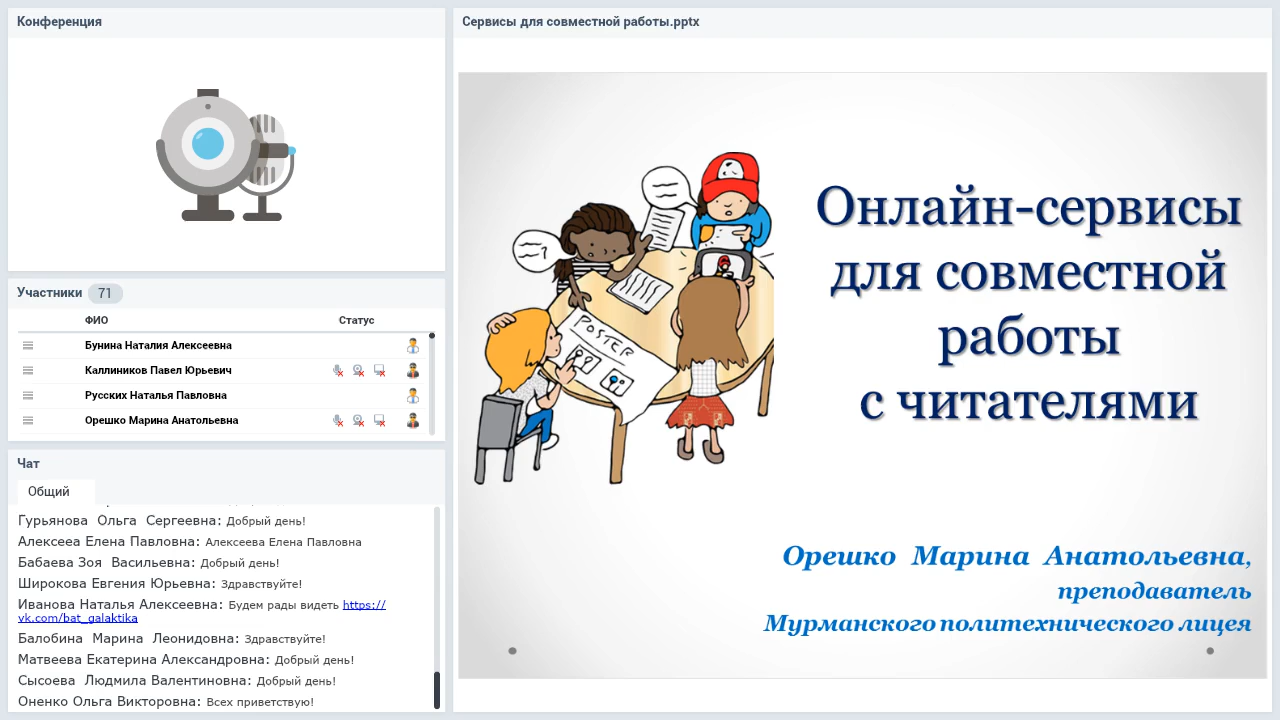 Конференция
Участники 71
ФИО Статус
Бунина Наталия Алексеевна
Каллиников Павел Юрьевич
Русских Наталья Павловна
Орешко Марина Анатольевна
Чат
Общий
Гурьянова Ольга Сергеевна: Добрый день!
Алексееа Елена Павловна: Алексеева Елена Павловна
Бабаева Зоя Васильевна: Добрый день!
Широкова Евгения Юрьевна: Здравствуйте!
Иванова Наталья Алексеевна: Будем рады видеть https://
vk.com/bat_galaktika
Балобина Марина Леонидовна: Здравствуйте!
Матвеева Екатерина Александровна: Добрый день!
Сысоева Людмила Валентиновна: Добрый день!
Оненко Ольга Викторовна: Всех приветствую!
Сервисы для совместной работы.pptx
?
POSTER
Онлайн-сервисы
для совместной
работы
с читателями
Орешко Марина Анатольевна,
преподаватель
Мурманского политехнического лицея